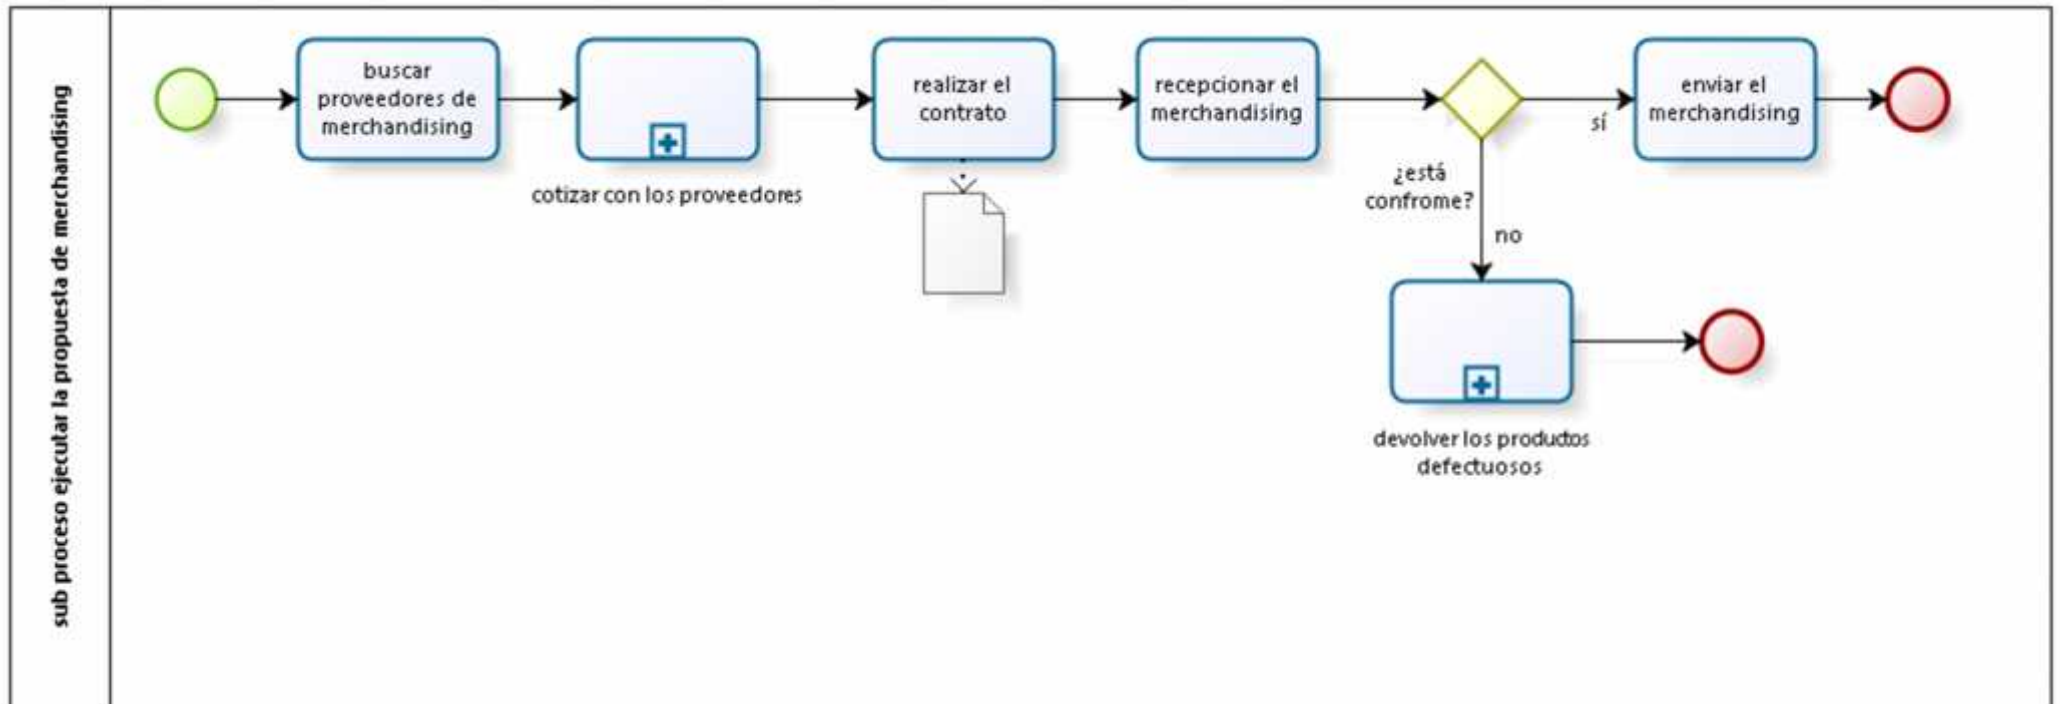 sub proceso ejecutar la propuesta de merchandising
buscar
proveedores de
merchandising
cotizar con los proveedores
realizar el
contrato
recepcionar el
merchandising
¿está
confrome?
sí
no
enviar el
merchandising
devolver los productos
defectuosos